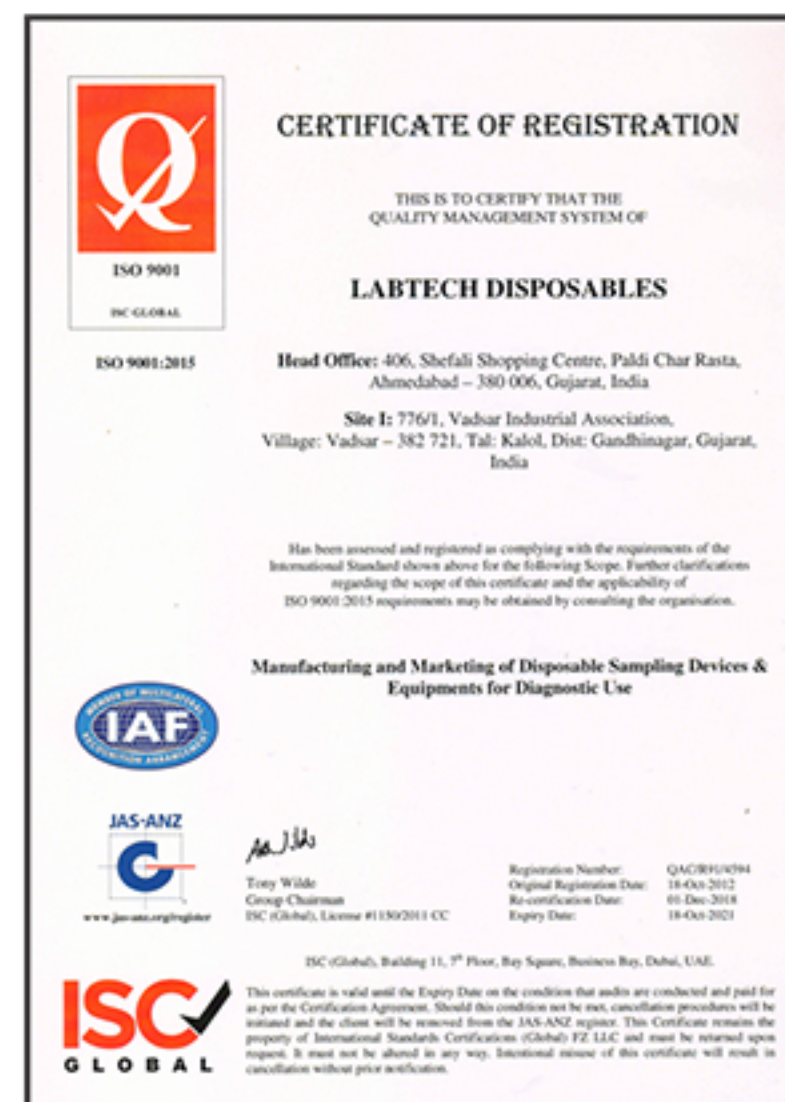 CERTIFICATE OF REGISTRATION
THIS IS TO CERTIFY THAT THE
QUALITY MANAGEMENT SYSTEM OF
Q
ISO 9001
ISC GLOBAL
ISO 9001:2015
LABTECH DISPOSABLES
Head Office: 406, Shefali Shopping Centre, Paldi Char Rasta,
Ahmedabad – 380 006, Gujarat, India
Site I: 776/1, Vadsar Industrial Association,
Village: Vadsar – 382 721, Tal: Kalol, Dist: Gandhinagar, Gujarat,
India
Has been assessed and registered as complying with the requirements of the
International Standard shown above for the following Scope. Further clarifications
regarding the scope of this certificate and the applicability of
ISO 9001:2015 requirements may be obtained by consulting the organisation.
Manufacturing and Marketing of Disposable Sampling Devices &
Equipments for Diagnostic Use
MEMBER OF MULTILATERAL
IAF
RECOGNITION ARRANGEMENT
JAS-ANZ
C
www.jas-anz.org/register
Tony Wilde
Group Chairman
ISC (Global), License #1150/2011 CC
Registration Number: QAC/R91/4594
Original Registration Date: 18-Oct-2012
Re-certification Date: 01-Dec-2018
Expiry Date: 18-Oct-2021
ISC (Global), Building 11, 7th Floor, Bay Square, Business Bay, Dubai, UAE.
ISC
GLOBAL
This certificate is valid until the Expiry Date on the condition that audits are conducted and paid for
as per the Certification Agreement. Should this condition not be met, cancellation procedures will be
initiated and the client will be removed from the JAS-ANZ register. This Certificate remains the
property of International Standards Certifications (Global) FZ LLC and must be returned upon
request. It must not be altered in any way. Intentional misuse of this certificate will result in
cancellation without prior notification.